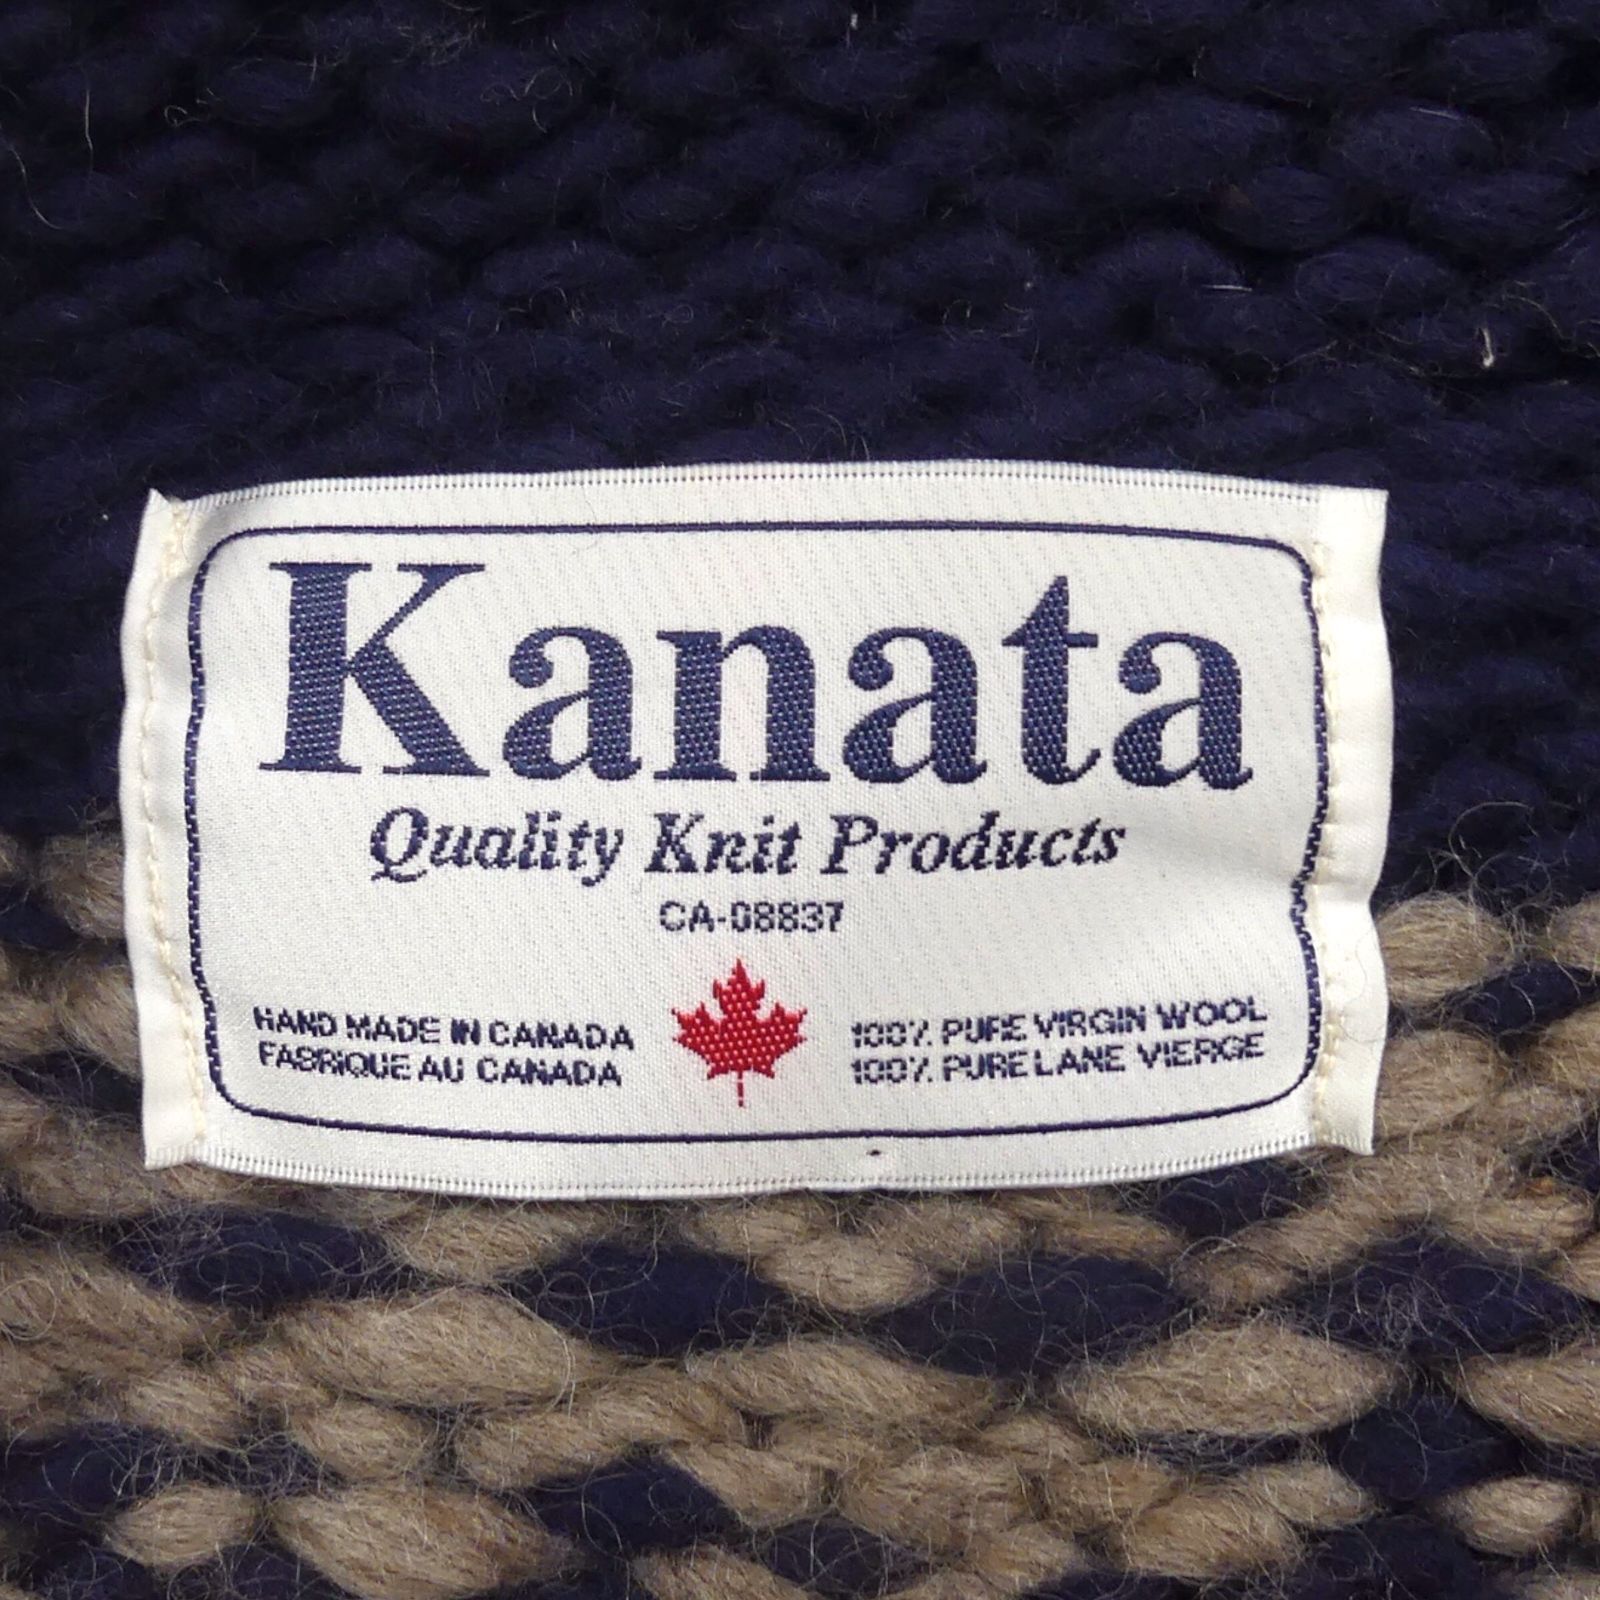 Kanata
Quality Knit Products
CA-08837
HAND MADE IN CANADA
FABRIQUE AU CANADA
100% PURE VIRGIN WOOL
100% PURE LANE VIERGE